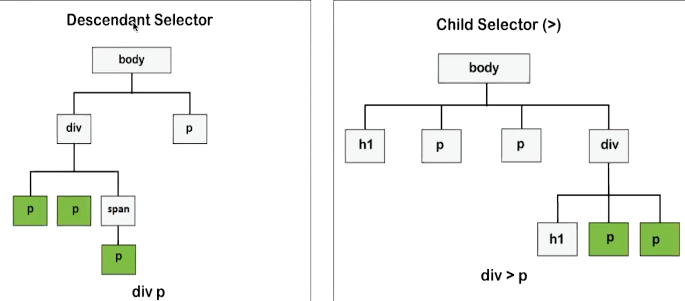 Descendant Selector
body
div
p
p
p
span
p
div p
Child Selector (>)
body
h1
p
p
div
h1
p
p
div > p